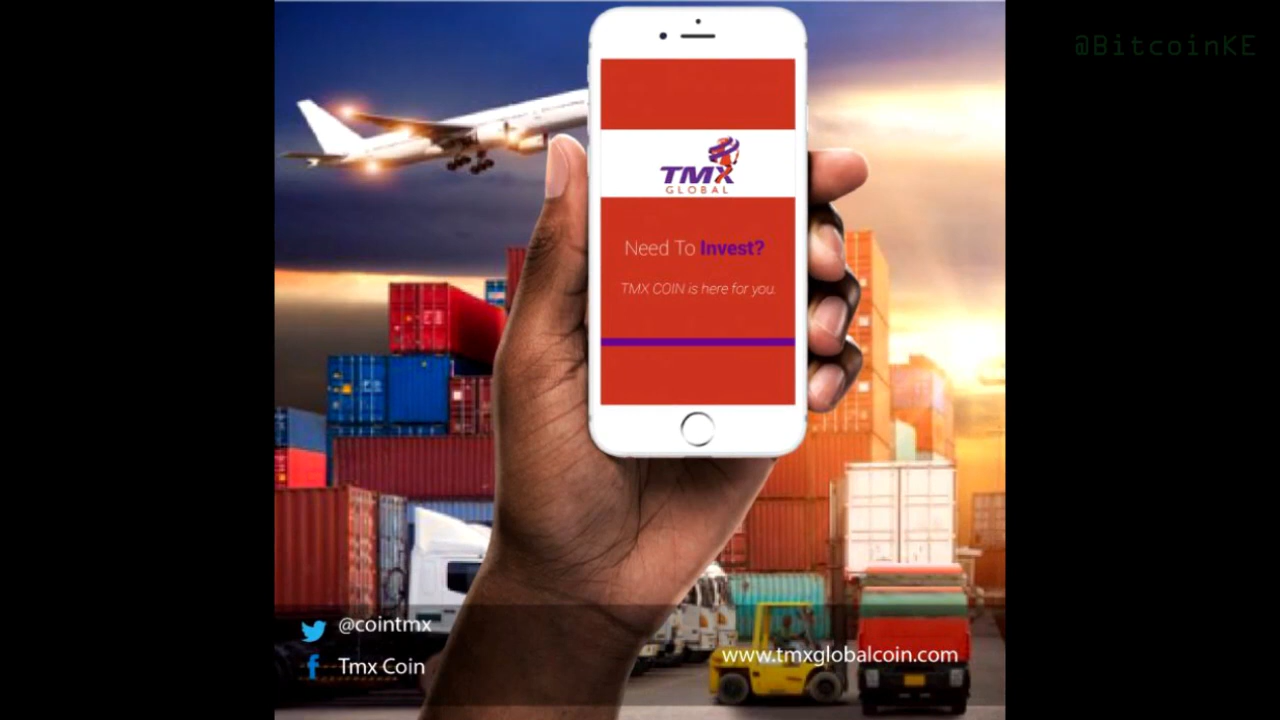 @BitcoinKE
TMX
GLOBAL
Need To Invest?
TMX COIN is here for you.
@cointmx
Tmx Coin
www.tmxglobalcoin.com